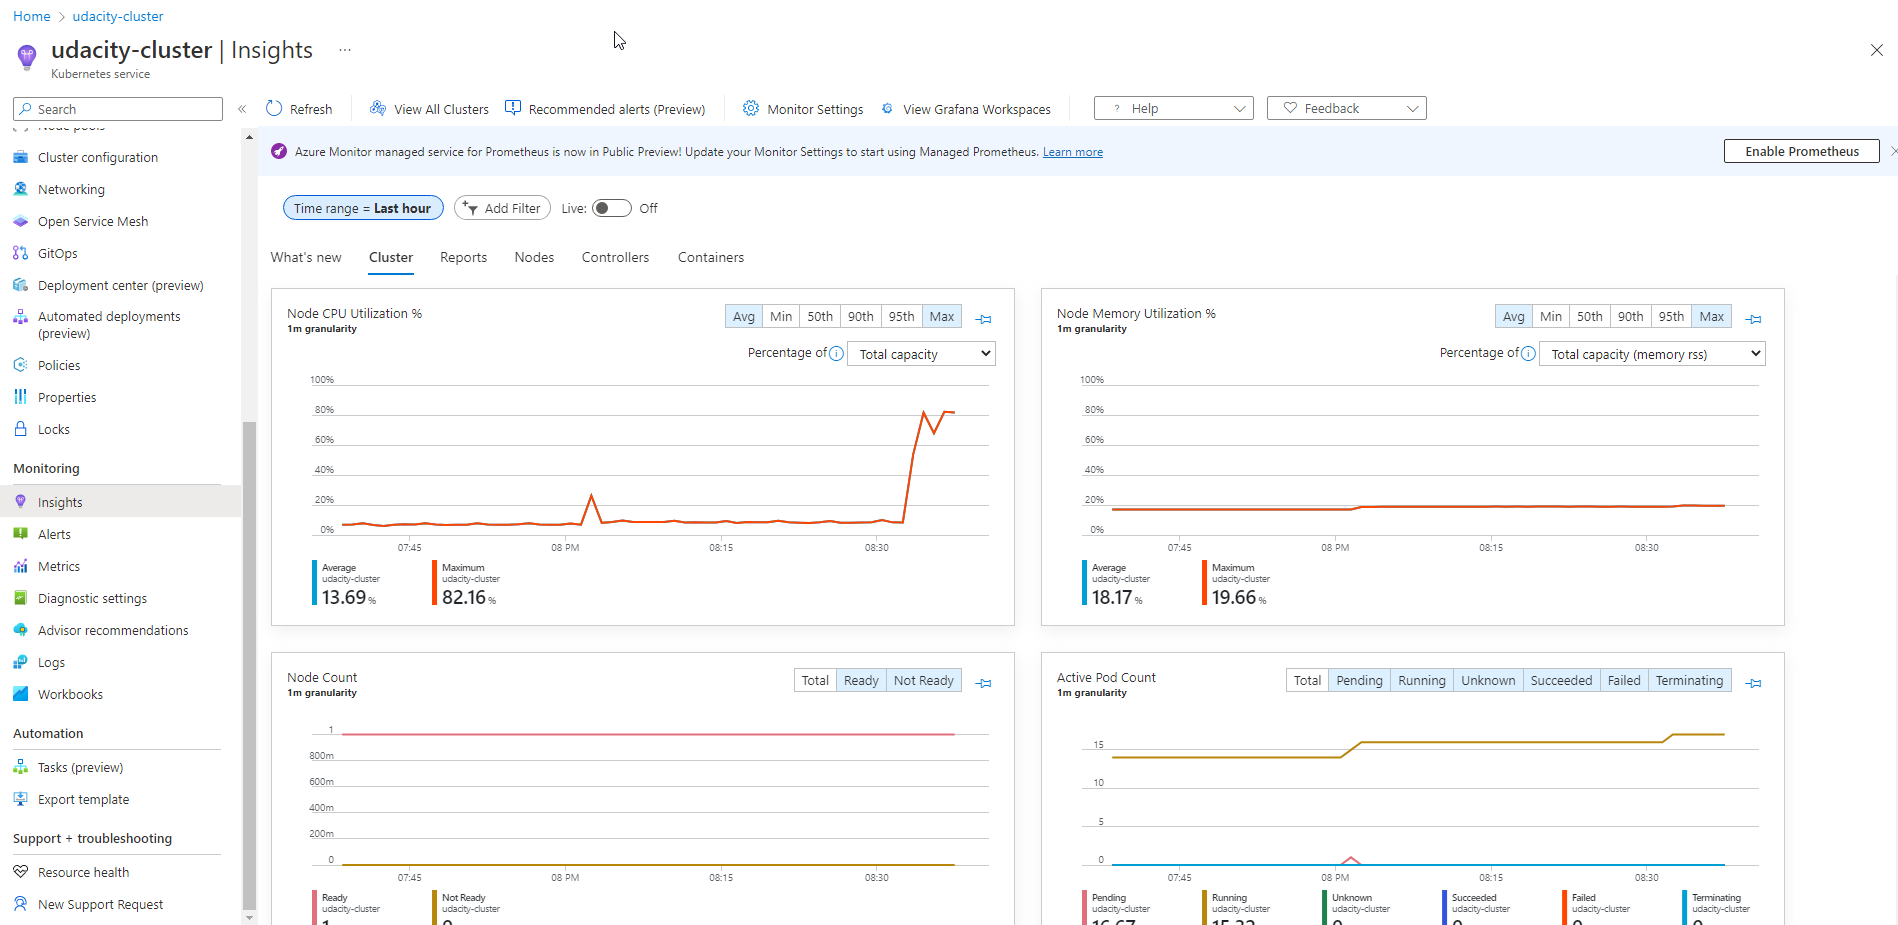 Home > udacity-cluster
udacity-cluster | Insights ...
Kubernetes service
Search
«
Refresh
View All Clusters
Recommended alerts (Preview)
Monitor Settings
View Grafana Workspaces
? Help
Feedback
Node pools
Cluster configuration
Networking
Open Service Mesh
GitOps
Deployment center (preview)
Automated deployments
(preview)
Policies
Properties
Locks
Monitoring
Insights
Alerts
Metrics
Diagnostic settings
Advisor recommendations
Logs
Workbooks
Automation
Tasks (preview)
Export template
Support + troubleshooting
Resource health
New Support Request
Azure Monitor managed service for Prometheus is now in Public Preview! Update your Monitor Settings to start using Managed Prometheus. Learn more
Enable Prometheus
Time range = Last hour
Add Filter
Live: Off
What's new
Cluster
Reports
Nodes
Controllers
Containers
Node CPU Utilization %
1m granularity
Avg Min 50th 90th 95th Max
Percentage of Total capacity
100%
80%
60%
40%
20%
0%
07:45 08 PM 08:15 08:30
Average
udacity-cluster
13.69 %
Maximum
udacity-cluster
82.16 %
Node Memory Utilization %
1m granularity
Avg Min 50th 90th 95th Max
Percentage of Total capacity (memory rss)
100%
80%
60%
40%
20%
0%
07:45 08 PM 08:15 08:30
Average
udacity-cluster
18.17 %
Maximum
udacity-cluster
19.66 %
Node Count
1m granularity
Total Ready Not Ready
1
800m
600m
400m
200m
0
07:45 08 PM 08:15 08:30
Ready
udacity-cluster
1
Not Ready
udacity-cluster
0
Active Pod Count
1m granularity
Total Pending Running Unknown Succeeded Failed Terminating
15
10
5
0
07:45 08 PM 08:15 08:30
Pending
udacity-cluster
16.67
Running
udacity-cluster
15.32
Unknown
udacity-cluster
0
Succeeded
udacity-cluster
0
Failed
udacity-cluster
0
Terminating
udacity-cluster
0